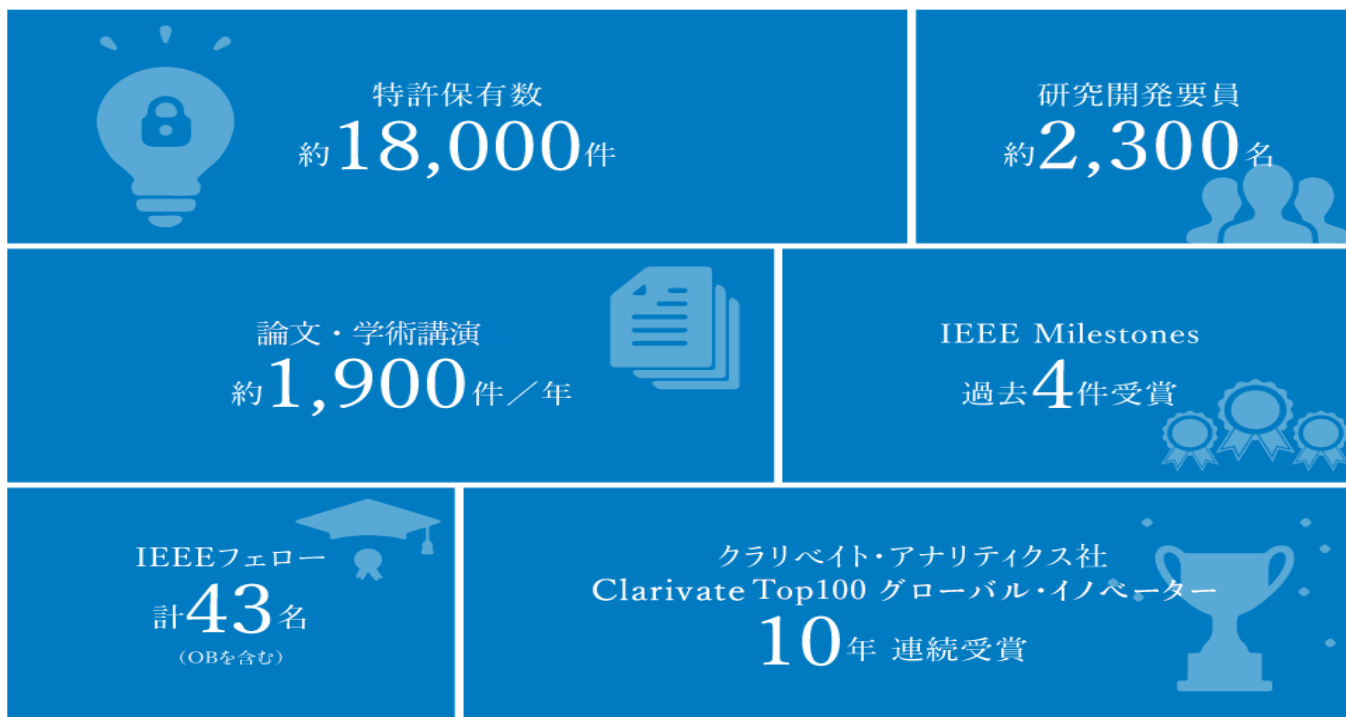 特許保有数
約18,000件
研究開発要員
約2,300名
論文・学術講演
約1,900件／年
IEEE Milestones
過去4件受賞
IEEEフェロー
計43名
(OBを含む)
クラリベイト・アナリティクス社
Clarivate Top100 グローバル・イノベーター
10年 連続受賞